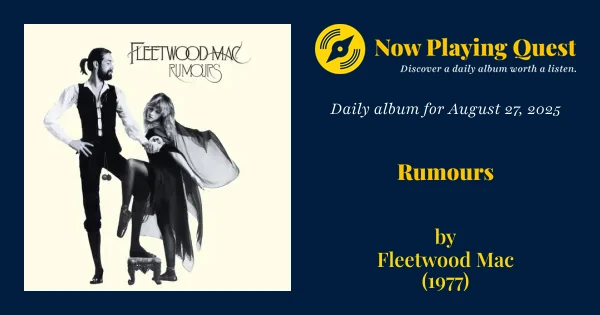 FLEETWOOD MAC
RUMOURS
Now Playing Quest
Discover a daily album worth a listen.
Daily album for August 27, 2025
Rumours
by
Fleetwood Mac
(1977)